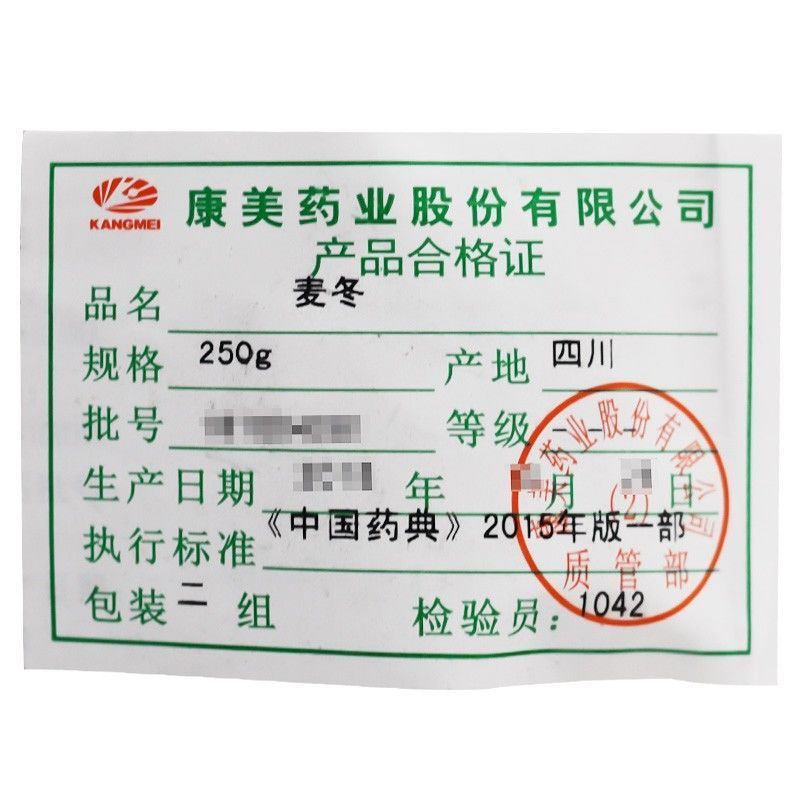 KANGMEI
康美药业股份有限公司
产品合格证
品名 麦冬
规格 250g 产地 四川
批号 等级 ---
生产日期 年 月 日
执行标准 《中国药典》2015年版一部
包装 二 组 检验员: 1042
康美药业股份有限公司
(2)
质管部